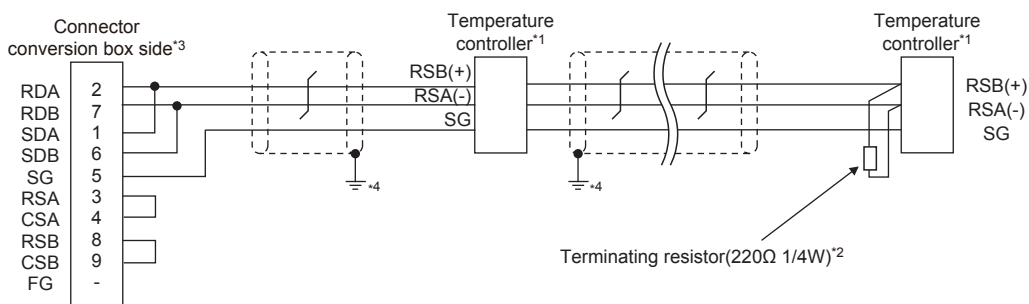 Connector
conversion box side*3
Temperature
controller*1
Temperature
controller*1
RDA 2
RDB 7
SDA 1
SDB 6
SG 5
RSA 3
CSA 4
RSB 8
CSB 9
FG -
RSB(+)
RSA(-)
SG
RSB(+)
RSA(-)
SG
*4
*4
Terminating resistor(220Ω 1/4W)*2